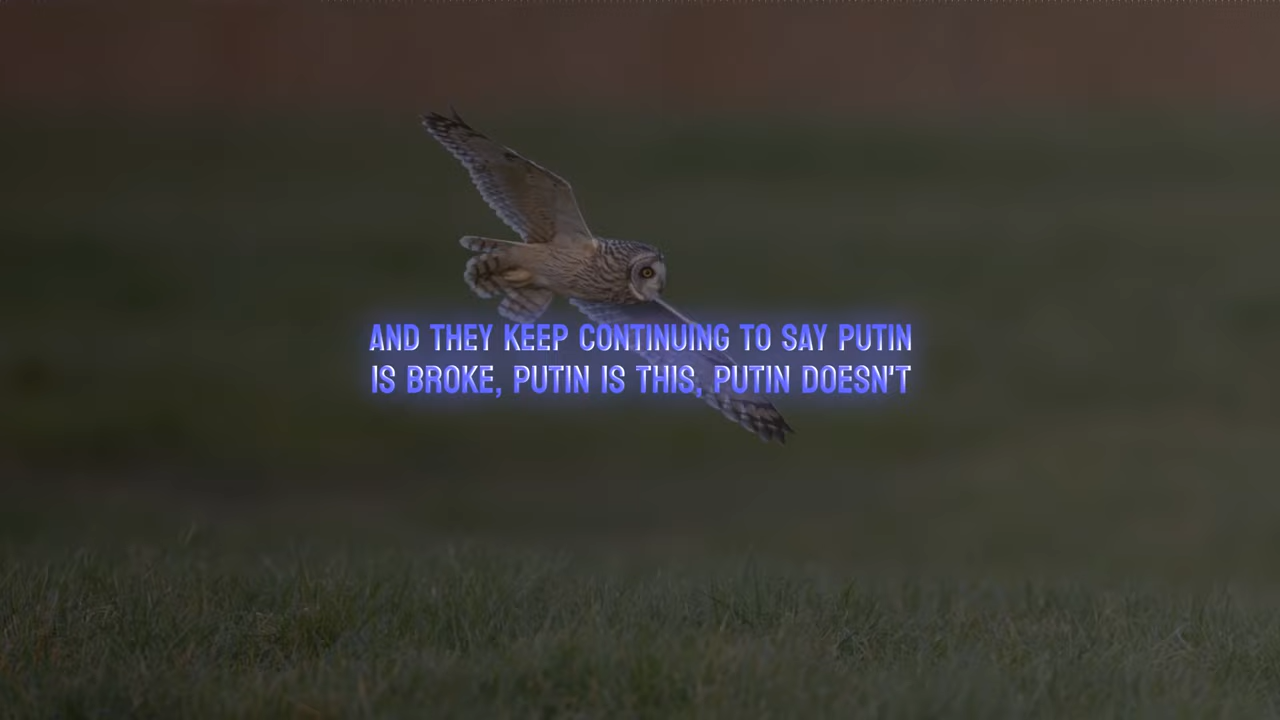 AND THEY KEEP CONTINUING TO SAY PUTIN
IS BROKE, PUTIN IS THIS, PUTIN DOESN'T